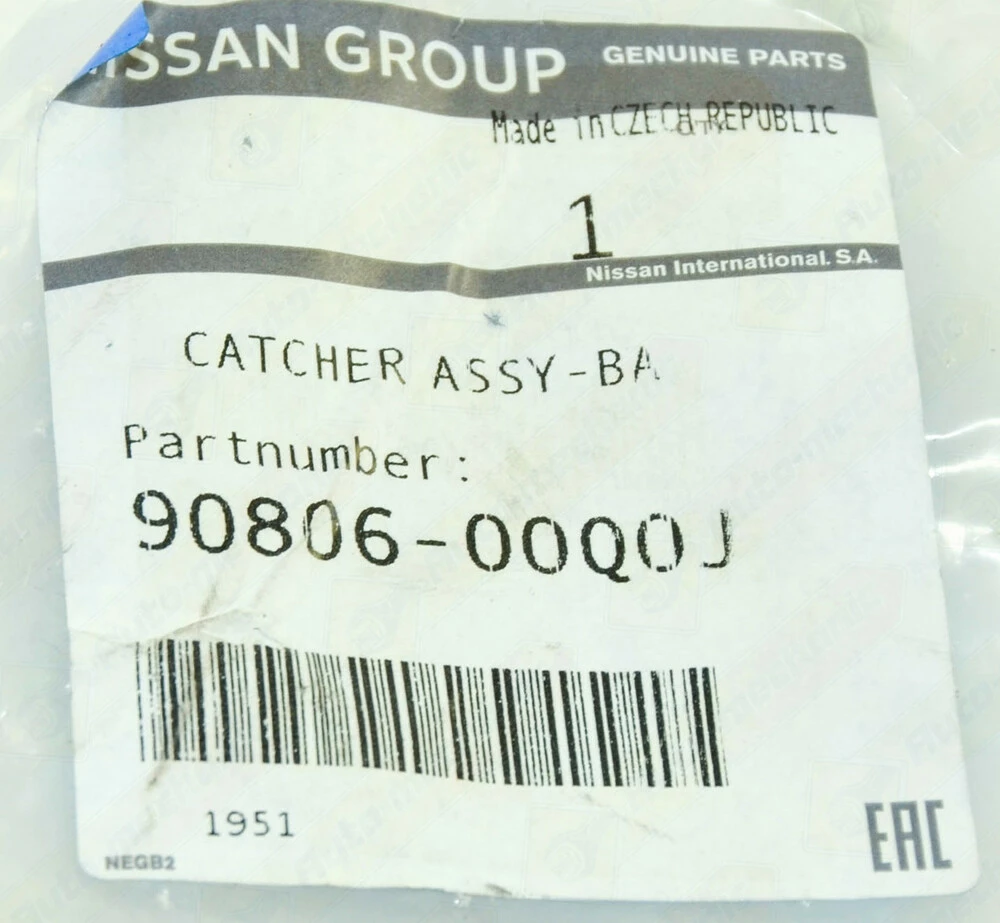 NISSAN GROUP GENUINE PARTS
Made in CZECH REPUBLIC
1
Nissan International. S.A.
CATCHER ASSY-BA
Partnumber:
90806-00Q0J
1951
NEGB2
EAC